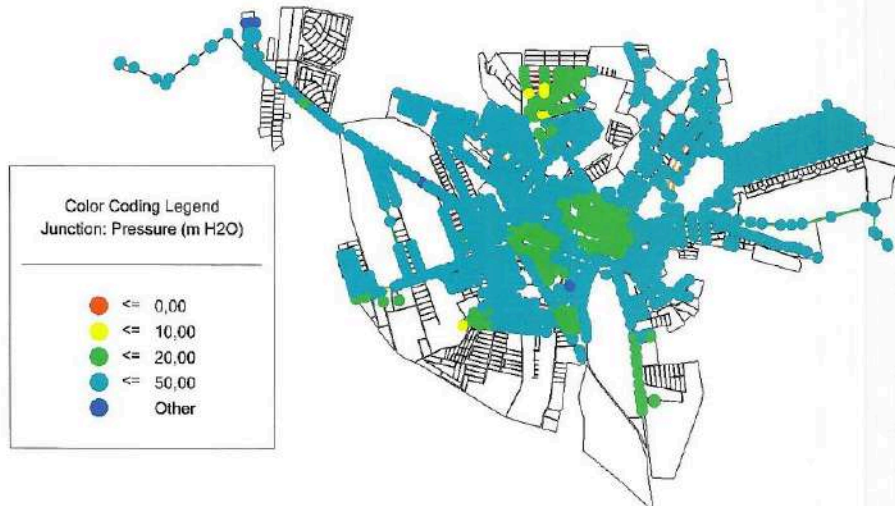 Color Coding Legend
Junction: Pressure (m H2O)
<= 0,00
<= 10,00
<= 20,00
<= 50,00
Other